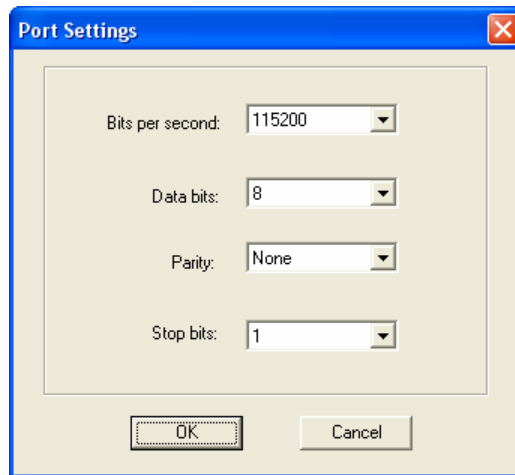 Port Settings
Bits per second: 115200
Data bits: 8
Parity: None
Stop bits: 1
OK Cancel